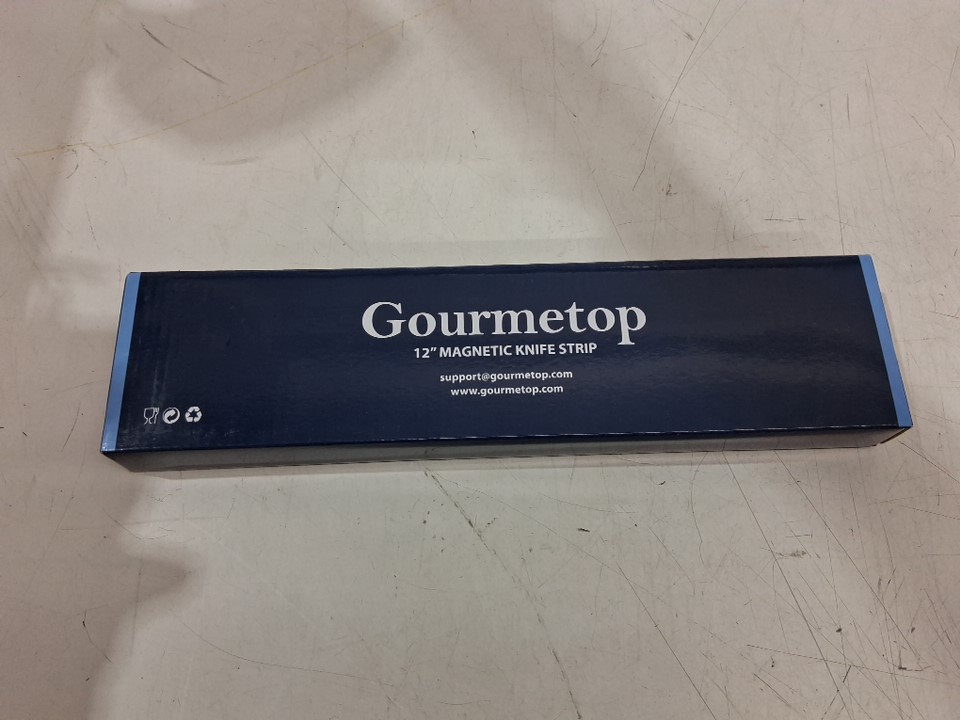 Gourmetop
12” MAGNETIC KNIFE STRIP
support@gourmetop.com
www.gourmetop.com